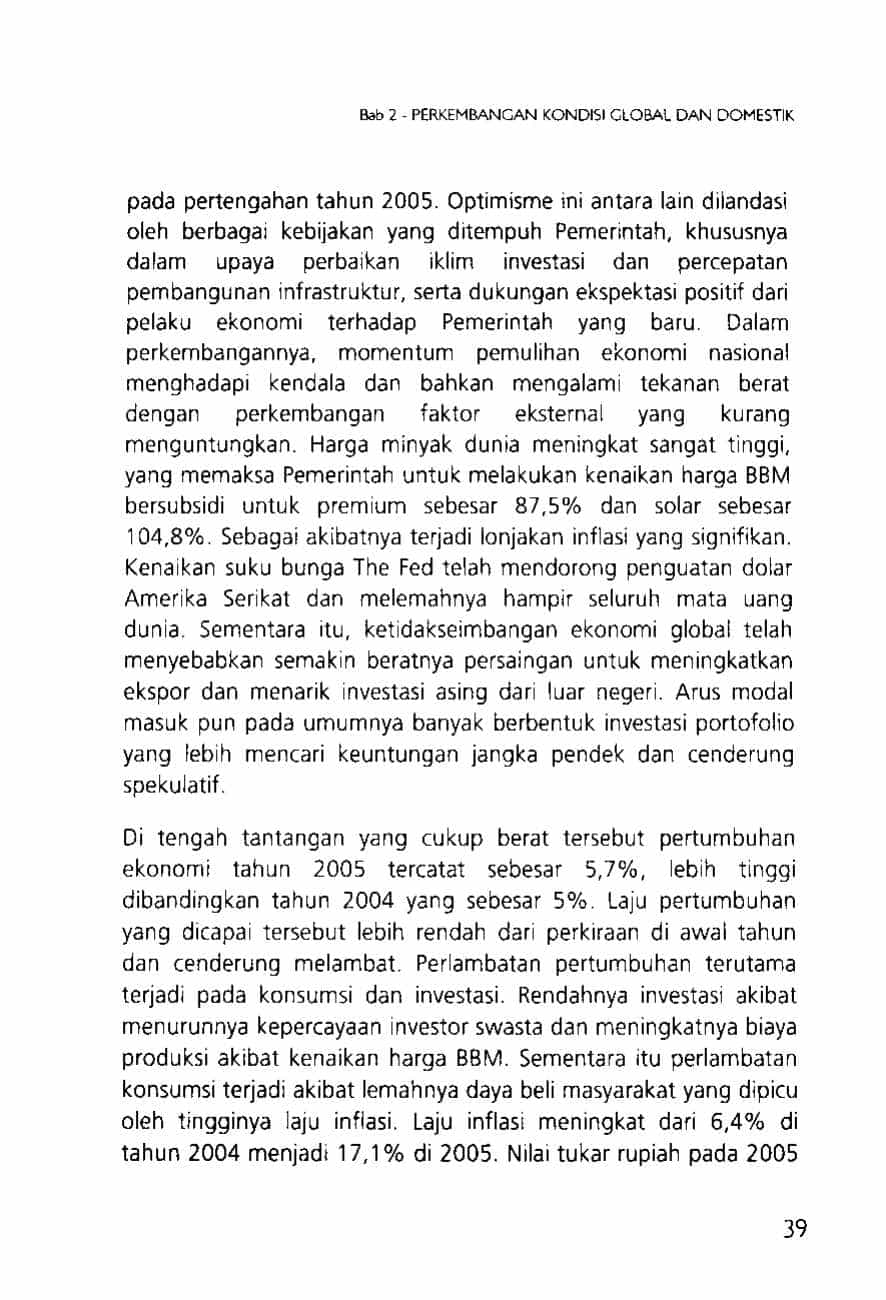 Bab 2 - PERKEMBANGAN KONDISI GLOBAL DAN DOMESTIK
pada pertengahan tahun 2005. Optimisme ini antara lain dilandasi
oleh berbagai kebijakan yang ditempuh Pemerintah, khususnya
dalam upaya perbaikan iklim investasi dan percepatan
pembangunan infrastruktur, serta dukungan ekspektasi positif dari
pelaku ekonomi terhadap Pemerintah yang baru. Dalam
perkembangannya, momentum pemulihan ekonomi nasional
menghadapi kendala dan bahkan mengalami tekanan berat
dengan perkembangan faktor eksternal yang kurang
menguntungkan. Harga minyak dunia meningkat sangat tinggi,
yang memaksa Pemerintah untuk melakukan kenaikan harga BBM
bersubsidi untuk premium sebesar 87,5% dan solar sebesar
104,8%. Sebagai akibatnya terjadi lonjakan inflasi yang signifikan.
Kenaikan suku bunga The Fed telah mendorong penguatan dolar
Amerika Serikat dan melemahnya hampir seluruh mata uang
dunia. Sementara itu, ketidakseimbangan ekonomi global telah
menyebabkan semakin beratnya persaingan untuk meningkatkan
ekspor dan menarik investasi asing dari luar negeri. Arus modal
masuk pun pada umumnya banyak berbentuk investasi portofolio
yang lebih mencari keuntungan jangka pendek dan cenderung
spekulatif.
Di tengah tantangan yang cukup berat tersebut pertumbuhan
ekonomi tahun 2005 tercatat sebesar 5,7%, lebih tinggi
dibandingkan tahun 2004 yang sebesar 5%. Laju pertumbuhan
yang dicapai tersebut lebih rendah dari perkiraan di awal tahun
dan cenderung melambat. Perlambatan pertumbuhan terutama
terjadi pada konsumsi dan investasi. Rendahnya investasi akibat
menurunnya kepercayaan investor swasta dan meningkatnya biaya
produksi akibat kenaikan harga BBM. Sementara itu perlambatan
konsumsi terjadi akibat lemahnya daya beli masyarakat yang dipicu
oleh tingginya laju inflasi. Laju inflasi meningkat dari 6,4% di
tahun 2004 menjadi 17,1% di 2005. Nilai tukar rupiah pada 2005
39